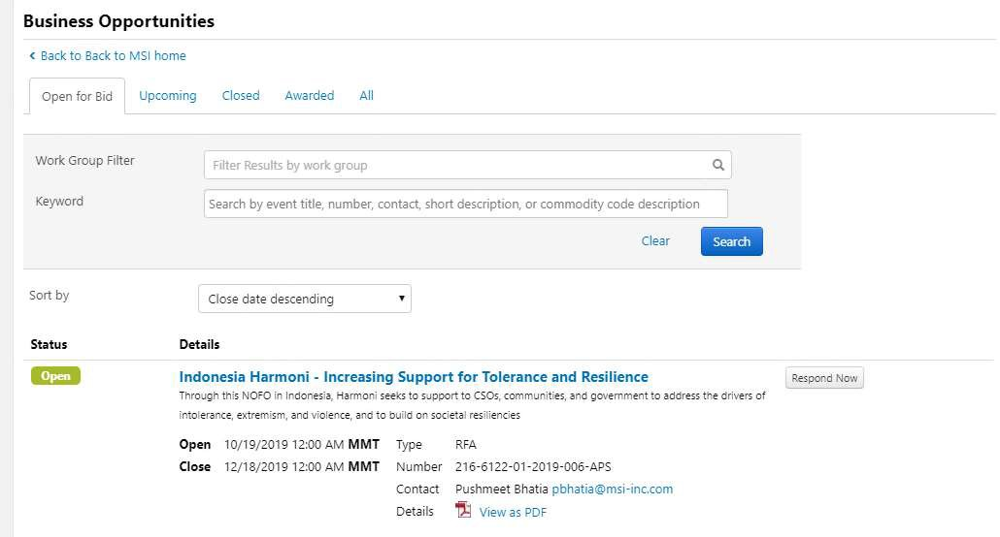 Business Opportunities
Back to Back to MSI home
Open for Bid Upcoming Closed Awarded All
Work Group Filter Filter Results by work group
Keyword Search by event title, number, contact, short description, or commodity code description
Clear Search
Sort by Close date descending
Status Details
Open Indonesia Harmoni - Increasing Support for Tolerance and Resilience Respond Now
Through this NOFO in Indonesia, Harmoni seeks to support to CSOs, communities, and government to address the drivers of
intolerance, extremism, and violence, and to build on societal resiliencies
Open 10/19/2019 12:00 AM MMT Type RFA
Close 12/18/2019 12:00 AM MMT Number 216-6122-01-2019-006-APS
Contact Pushmeet Bhatia pbhatia@msi-inc.com
Details View as PDF